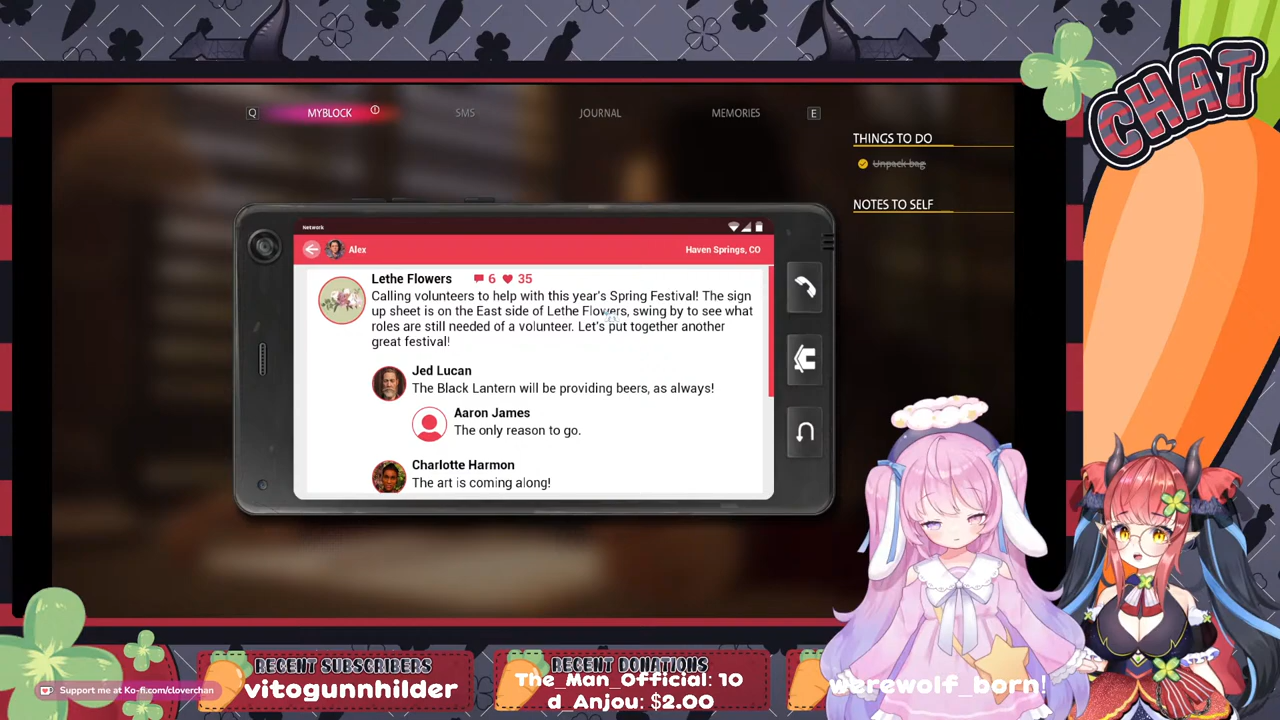 CHAT
Q
MYBLOCK
SMS
JOURNAL
MEMORIES
E
THINGS TO DO
Unpack bag
NOTES TO SELF
Network
Alex
Haven Springs, CO
Lethe Flowers 6 35
Calling volunteers to help with this year's Spring Festival! The sign
up sheet is on the East side of Lethe Flowers, swing by to see what
roles are still needed of a volunteer. Let's put together another
great festival!
Jed Lucan
The Black Lantern will be providing beers, as always!
Aaron James
The only reason to go.
Charlotte Harmon
The art is coming along!
Support me at Ko-fi.com/cloverchan
RECENT SUBSCRIBERS
vitogunnhilder
RECENT DONATIONS
The_Man_Official: 10
d_Anjou: $2.00
werewolf_born!